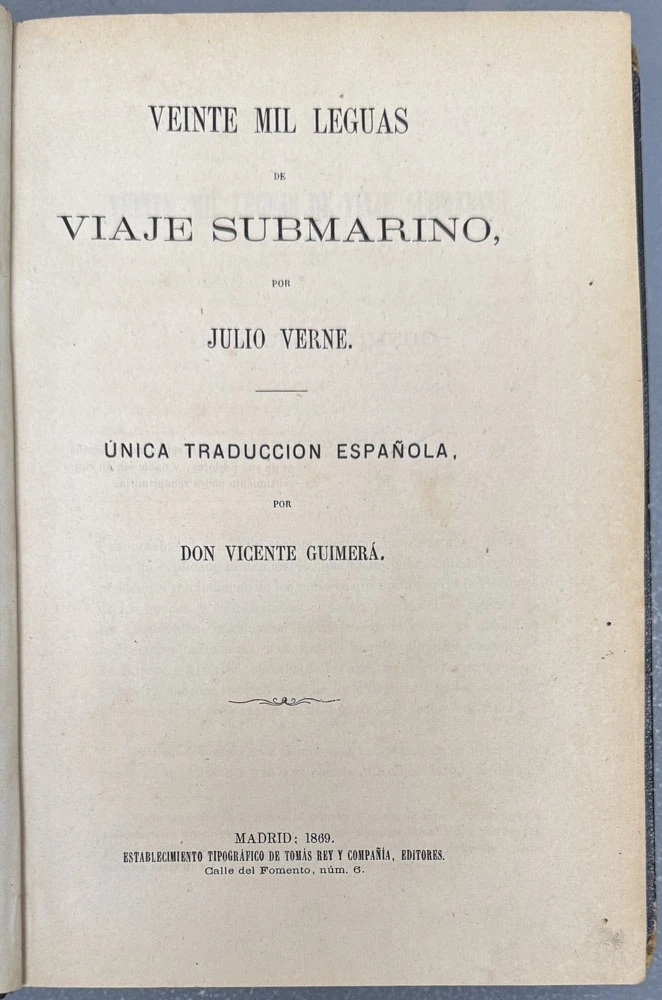 VEINTE MIL LEGUAS
DE
VIAJE SUBMARINO,
POR
JULIO VERNE.
ÚNICA TRADUCCION ESPAÑOLA,
POR
DON VICENTE GUIMERÁ.
MADRID: 1869.
ESTABLECIMIENTO TIPOGRÁFICO DE TOMÁS REY Y COMPAÑÍA, EDITORES.
Calle del Fomento, núm. 6.